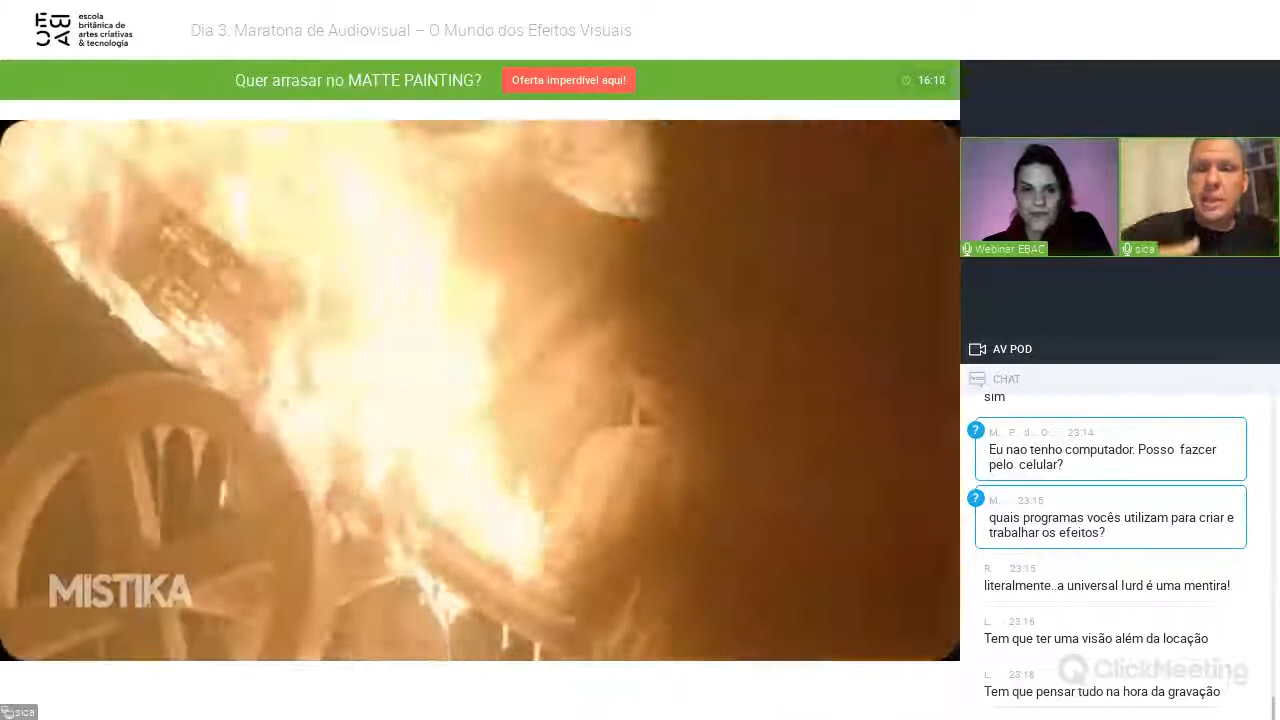 EBAC
escola
britânica de
artes criativas
& tecnologia
Dia 3. Maratona de Audiovisual – O Mundo dos Efeitos Visuais
Quer arrasar no MATTE PAINTING?
Oferta imperdível aqui!
MISTIKA
sica
Webinar EBAC
sica
AV POD
CHAT
sim
23:14
Eu nao tenho computador. Posso fazcer
pelo celular?
23:15
quais programas vocês utilizam para criar e
trabalhar os efeitos?
literalmente..a universal Iurd é uma mentira!
23:16
Tem que ter uma visão além da locação
23:18
Tem que pensar tudo na hora da gravação
ClickMeeting